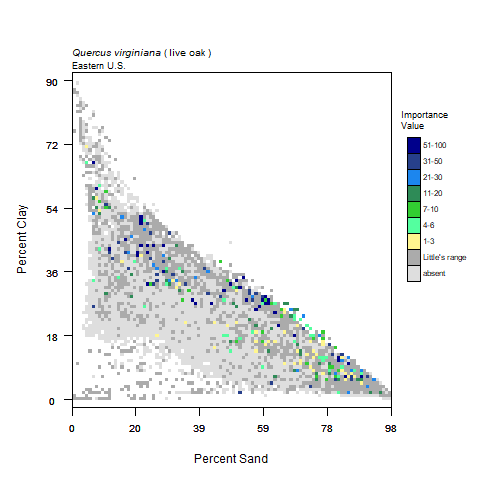 Quercus virginiana ( live oak )
Eastern U.S.
90
72
54
36
18
0
Percent Clay
0
20
39
59
78
98
Percent Sand
Importance
Value
51-100
31-50
21-30
11-20
7-10
4-6
1-3
Little's range
absent